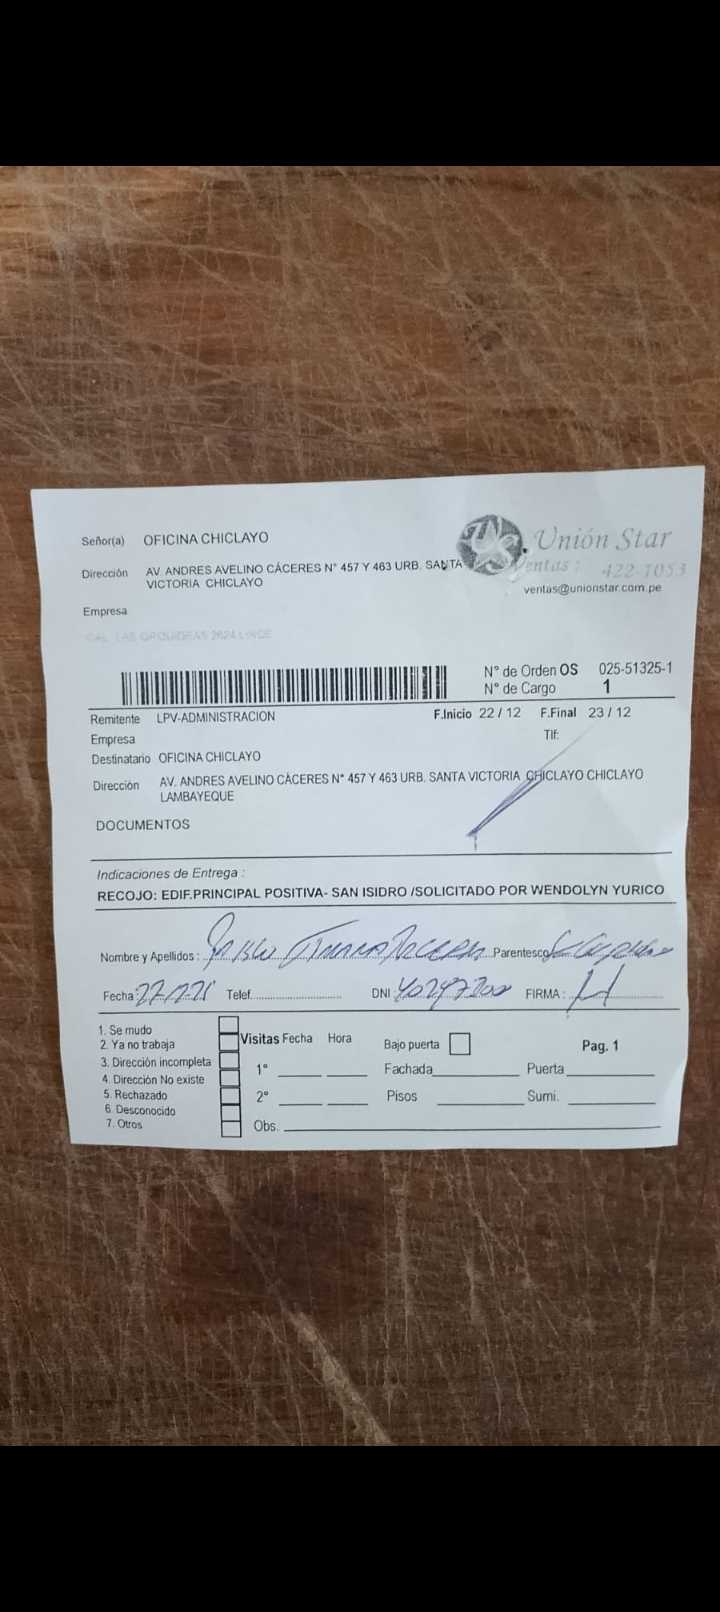 Señor(a) OFICINA CHICLAYO
Dirección AV. ANDRES AVELINO CÁCERES N° 457 Y 463 URB. SANTA
VICTORIA CHICLAYO
Empresa
CAL. LAS ORQUIDEAS 2624 LINCE
Unión Star
Ventas : 422-1053
ventas@unionstar.com.pe
N° de Orden OS 025-51325-1
N° de Cargo 1
Remitente LPV-ADMINISTRACION F.Inicio 22 / 12 F.Final 23 / 12
Empresa Tlf:
Destinatario OFICINA CHICLAYO
Dirección AV. ANDRES AVELINO CÁCERES N° 457 Y 463 URB. SANTA VICTORIA CHICLAYO CHICLAYO
LAMBAYEQUE
DOCUMENTOS
Indicaciones de Entrega :
RECOJO: EDIF.PRINCIPAL POSITIVA- SAN ISIDRO /SOLICITADO POR WENDOLYN YURICO
Nombre y Apellidos : Parentesco
Fecha: Telef. DNI FIRMA :
1. Se mudo
2. Ya no trabaja
3. Dirección incompleta
4. Dirección No existe
5. Rechazado
6. Desconocido
7. Otros
Visitas Fecha Hora Bajo puerta Pag. 1
1° Fachada Puerta
2° Pisos Sumi.
Obs.